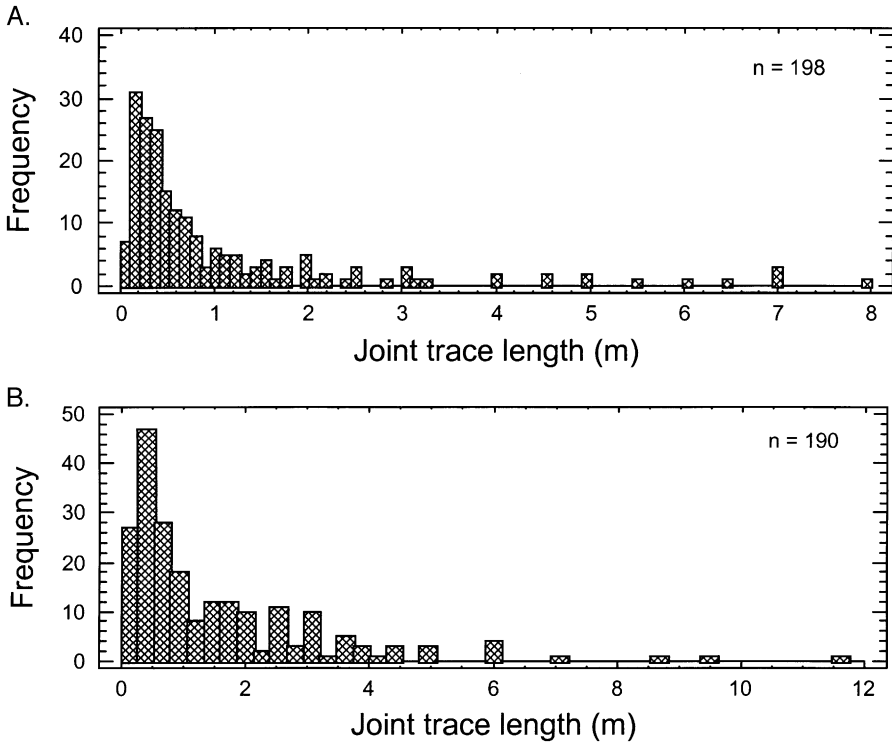 A.
40
30
20
10
0
Frequency
n = 198
0 1 2 3 4 5 6 7 8
Joint trace length (m)
B.
50
40
30
20
10
0
Frequency
n = 190
0 2 4 6 8 10 12
Joint trace length (m)